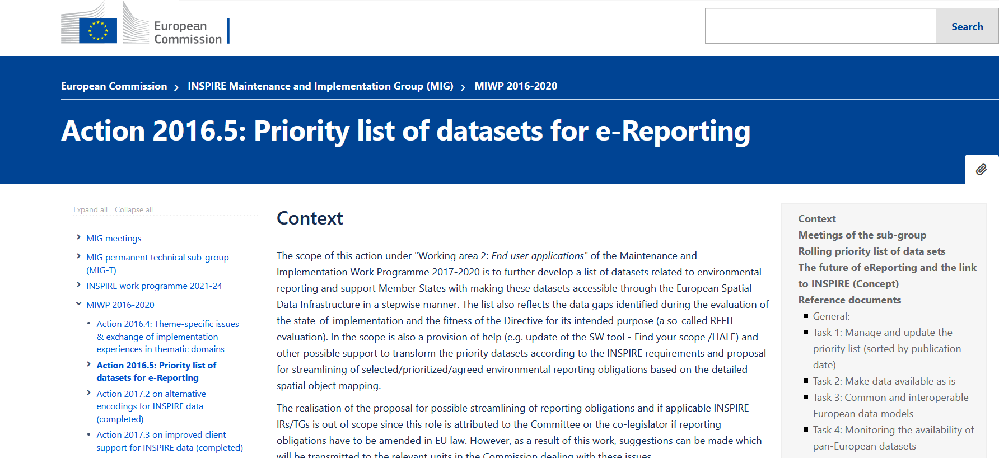 European
Commission
Search
European Commission > INSPIRE Maintenance and Implementation Group (MIG) > MIWP 2016-2020
Action 2016.5: Priority list of datasets for e-Reporting
Expand all Collapse all
MIG meetings
MIG permanent technical sub-group
(MIG-T)
INSPIRE work programme 2021-24
MIWP 2016-2020
Action 2016.4: Theme-specific issues
& exchange of implementation
experiences in thematic domains
Action 2016.5: Priority list of
datasets for e-Reporting
Action 2017.2 on alternative
encodings for INSPIRE data
(completed)
Action 2017.3 on improved client
support for INSPIRE data (completed)
Context
The scope of this action under "Working area 2: End user applications" of the Maintenance and
Implementation Work Programme 2017-2020 is to further develop a list of datasets related to environmental
reporting and support Member States with making these datasets accessible through the European Spatial
Data Infrastructure in a stepwise manner. The list also reflects the data gaps identified during the evaluation of
the state-of-implementation and the fitness of the Directive for its intended purpose (a so-called REFIT
evaluation). In the scope is also a provision of help (e.g. update of the SW tool - Find your scope /HALE) and
other possible support to transform the priority datasets according to the INSPIRE requirements and proposal
for streamlining of selected/prioritized/agreed environmental reporting obligations based on the detailed
spatial object mapping.
The realisation of the proposal for possible streamlining of reporting obligations and if applicable INSPIRE
IRs/TGs is out of scope since this role is attributed to the Committee or the co-legislator if reporting
obligations have to be amended in EU law. However, as a result of this work, suggestions can be made which
will be transmitted to the relevant units in the Commission dealing with these issues.
Context
Meetings of the sub-group
Rolling priority list of data sets
The future of eReporting and the link
to INSPIRE (Concept)
Reference documents
General:
Task 1: Manage and update the
priority list (sorted by publication
date)
Task 2: Make data available as is
Task 3: Common and interoperable
European data models
Task 4: Monitoring the availability of
pan-European datasets